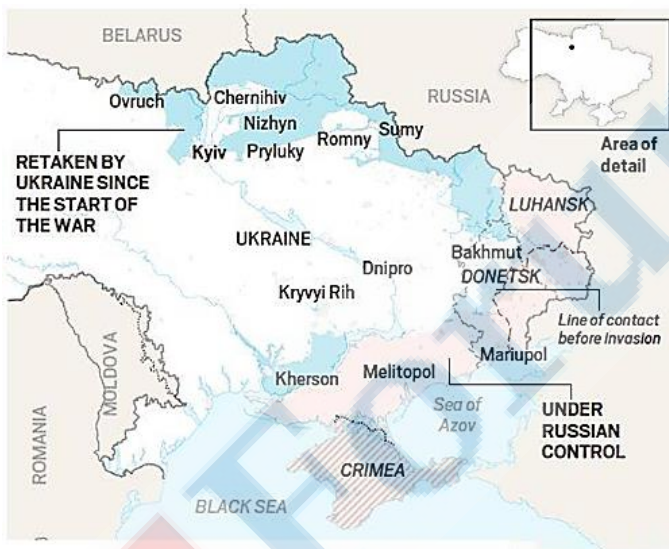 BELARUS
RUSSIA
Area of
detail
Ovruch
Chernihiv
Nizhyn
Romny
Sumy
Kyiv
Pryluky
RETAKEN BY
UKRAINE SINCE
THE START OF
THE WAR
LUHANSK
UKRAINE
Bakhmut
DONETSK
Dnipro
Kryvyi Rih
Line of contact
before invasion
Mariupol
MOLDOVA
Kherson
Melitopol
Sea of
Azov
UNDER
RUSSIAN
CONTROL
ROMANIA
CRIMEA
BLACK SEA